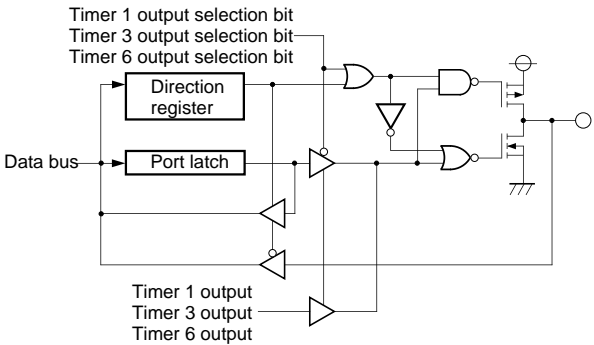 Timer 1 output selection bit
Timer 3 output selection bit
Timer 6 output selection bit
Direction
register
Data bus
Port latch
Timer 1 output
Timer 3 output
Timer 6 output